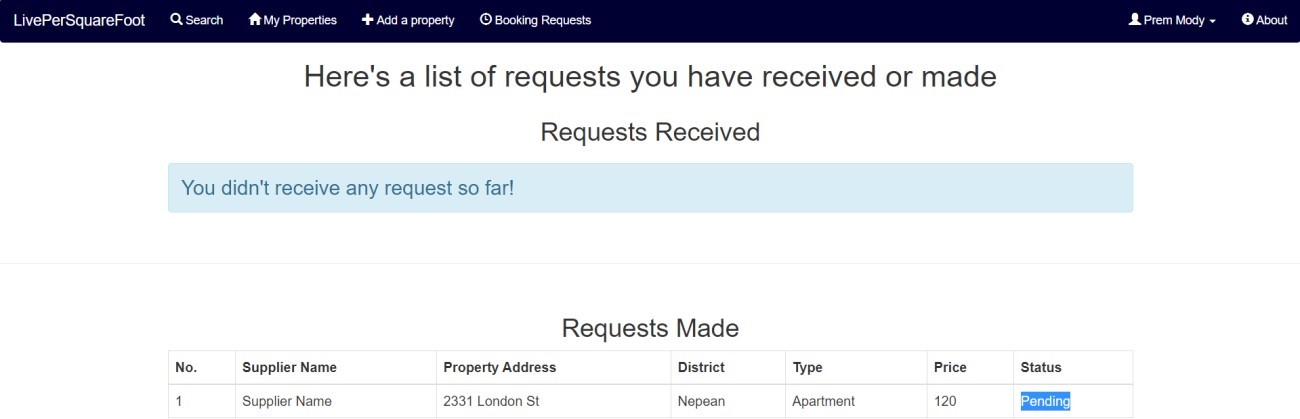 LivePerSquareFoot Search My Properties Add a property Booking Requests Prem Mody About
Here's a list of requests you have received or made
Requests Received
You didn't receive any request so far!
Requests Made
No. Supplier Name Property Address District Type Price Status
1 Supplier Name 2331 London St Nepean Apartment 120 Pending